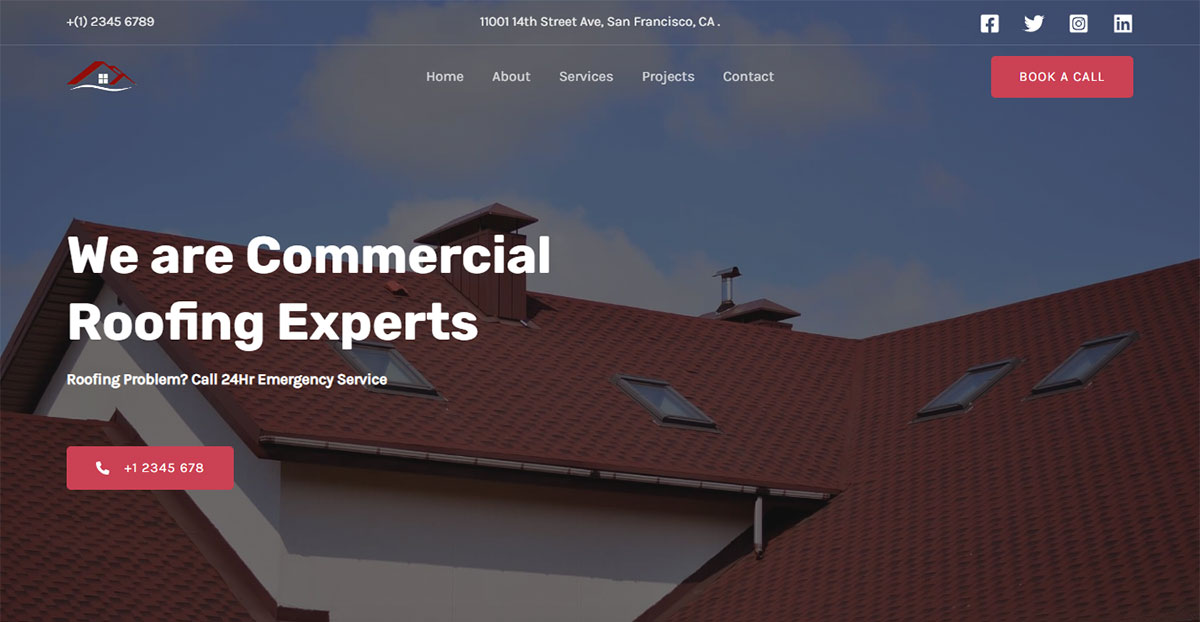 +(1) 2345 6789
11001 14th Street Ave, San Francisco, CA .
Home About Services Projects Contact
BOOK A CALL
We are Commercial
Roofing Experts
Roofing Problem? Call 24Hr Emergency Service
+1 2345 678